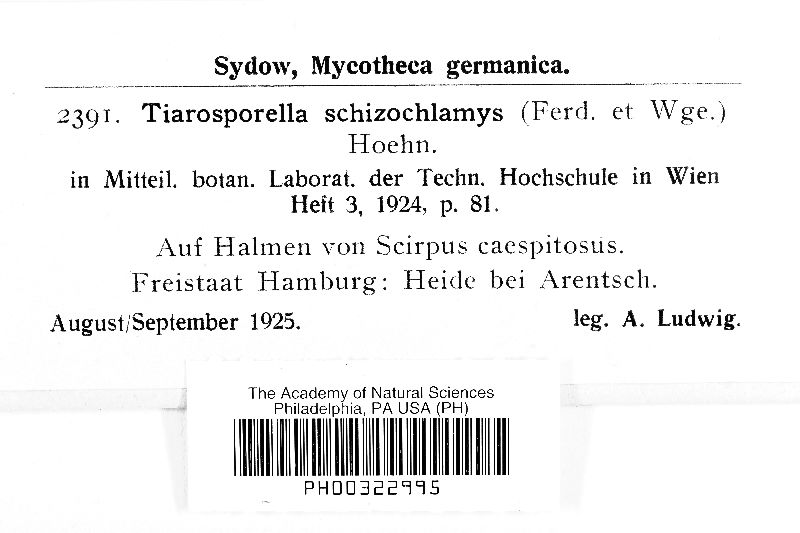 Sydow, Mycotheca germanica.
2391. Tiarosporella schizochlamys (Ferd. et Wge.)
Hoehn.
in Mitteil. botan. Laborat. der Techn. Hochschule in Wien
Heft 3, 1924, p. 81.
Auf Halmen von Scirpus caespitosus.
Freistaat Hamburg: Heide bei Arentsch.
August/September 1925. leg. A. Ludwig.
The Academy of Natural Sciences
Philadelphia, PA USA (PH)
PH00322995